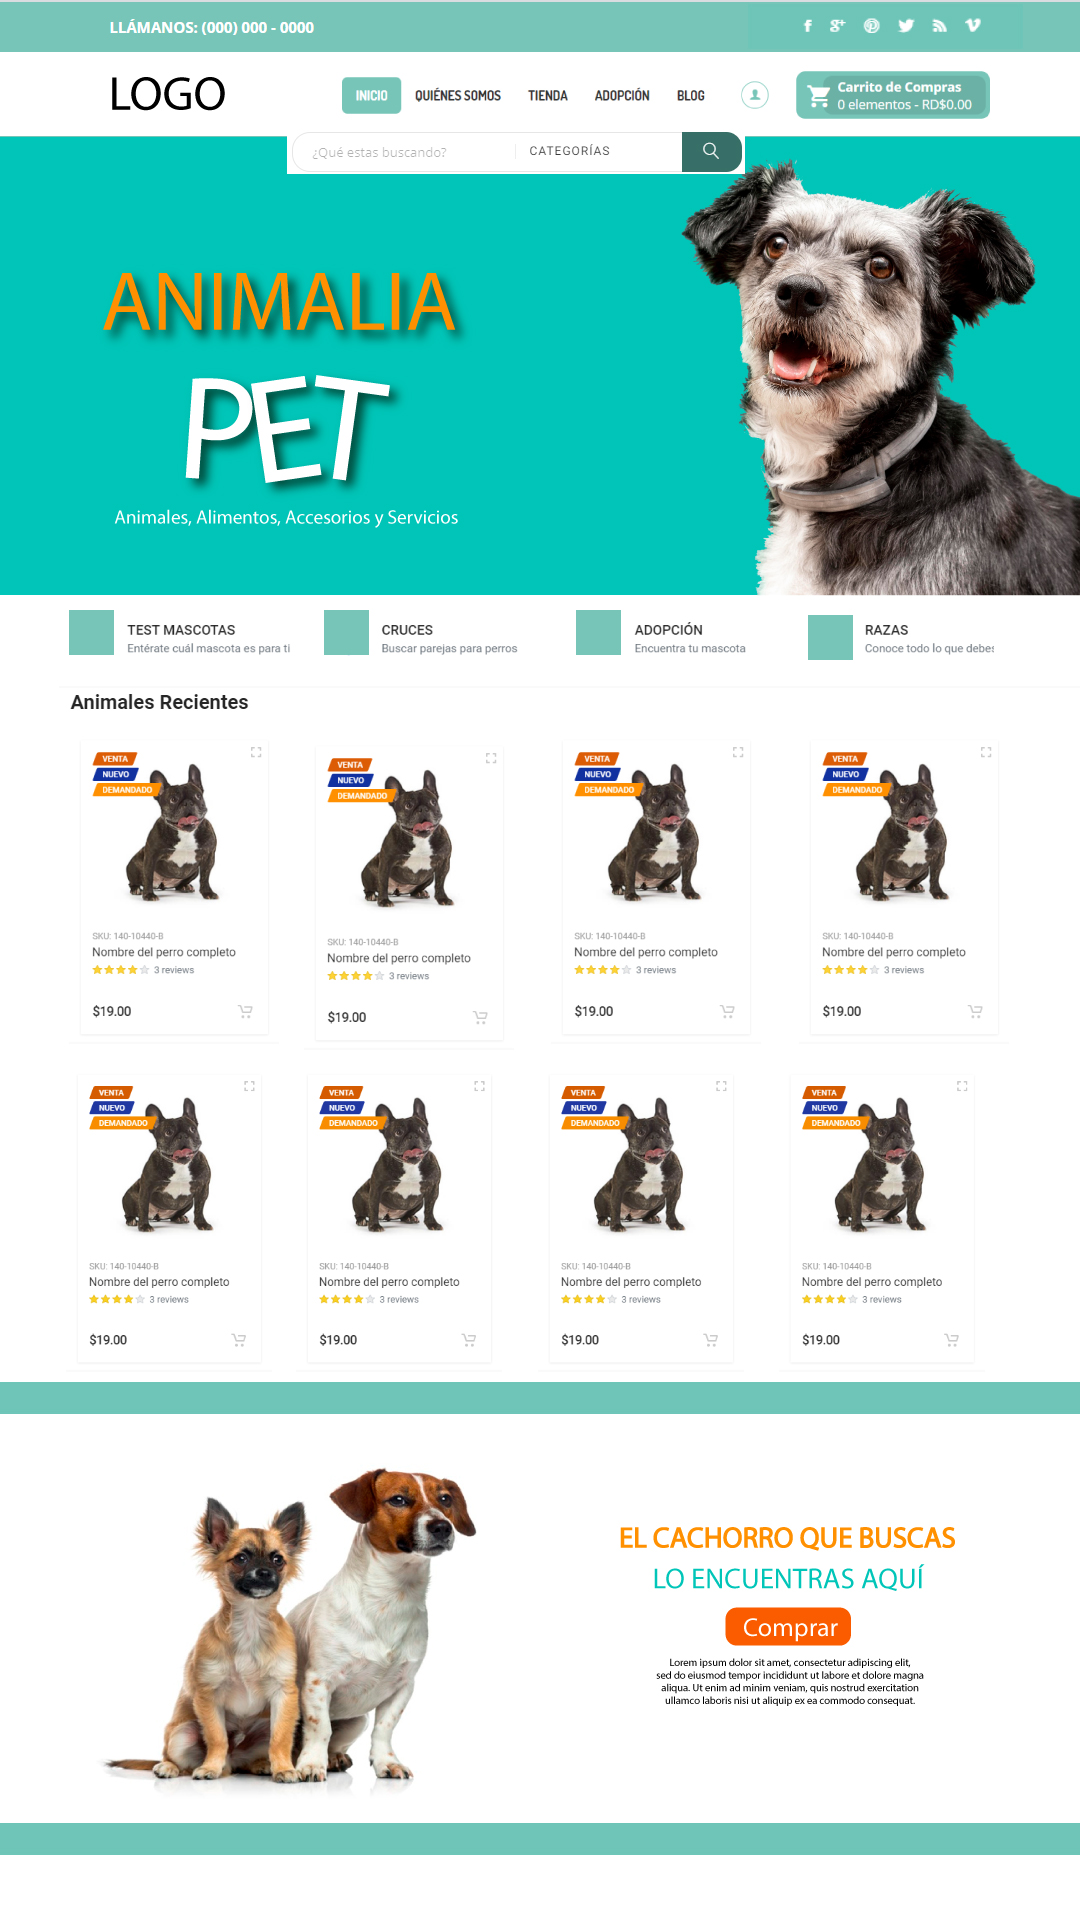 LLÁMANOS: (000) 000 - 0000
LOGO
INICIO QUIÉNES SOMOS TIENDA ADOPCIÓN BLOG
Carrito de Compras
0 elementos - RD$0.00
¿Qué estas buscando? CATEGORÍAS
ANIMALIA
PET
Animales, Alimentos, Accesorios y Servicios
TEST MASCOTAS
Entérate cuál mascota es para ti
CRUCES
Buscar parejas para perros
ADOPCIÓN
Encuentra tu mascota
RAZAS
Conoce todo lo que debes
Animales Recientes
VENTA
NUEVO
DEMANDADO
SKU: 140-10440-B
Nombre del perro completo
3 reviews
$19.00
VENTA
NUEVO
DEMANDADO
SKU: 140-10440-B
Nombre del perro completo
3 reviews
$19.00
VENTA
NUEVO
DEMANDADO
SKU: 140-10440-B
Nombre del perro completo
3 reviews
$19.00
VENTA
NUEVO
DEMANDADO
SKU: 140-10440-B
Nombre del perro completo
3 reviews
$19.00
VENTA
NUEVO
DEMANDADO
SKU: 140-10440-B
Nombre del perro completo
3 reviews
$19.00
VENTA
NUEVO
DEMANDADO
SKU: 140-10440-B
Nombre del perro completo
3 reviews
$19.00
VENTA
NUEVO
DEMANDADO
SKU: 140-10440-B
Nombre del perro completo
3 reviews
$19.00
VENTA
NUEVO
DEMANDADO
SKU: 140-10440-B
Nombre del perro completo
3 reviews
$19.00
EL CACHORRO QUE BUSCAS
LO ENCUENTRAS AQUÍ
Comprar
Lorem ipsum dolor sit amet, consectetur adipiscing elit,
sed do eiusmod tempor incididunt ut labore et dolore magna
aliqua. Ut enim ad minim veniam, quis nostrud exercitation
ullamco laboris nisi ut aliquip ex ea commodo consequat.